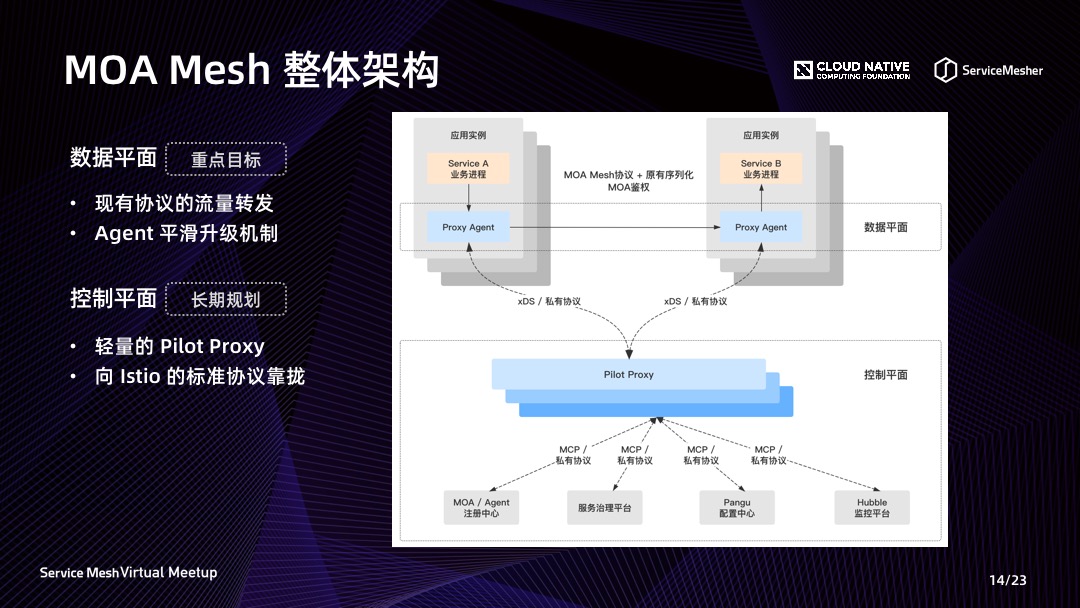 MOA Mesh 整体架构
CLOUD NATIVE
COMPUTING FOUNDATION
ServiceMesher
数据平面
重点目标
• 现有协议的流量转发
• Agent 平滑升级机制
控制平面
长期规划
• 轻量的 Pilot Proxy
• 向 Istio 的标准协议靠拢
应用实例
Service A
业务进程
Proxy Agent
MOA Mesh协议 + 原有序列化
MOA鉴权
应用实例
Service B
业务进程
Proxy Agent
数据平面
xDS / 私有协议
xDS / 私有协议
Pilot Proxy
控制平面
MCP /
私有协议
MCP /
私有协议
MCP /
私有协议
MCP /
私有协议
MOA / Agent
注册中心
服务治理平台
Pangu
配置中心
Hubble
监控平台
Service Mesh Virtual Meetup
14/23